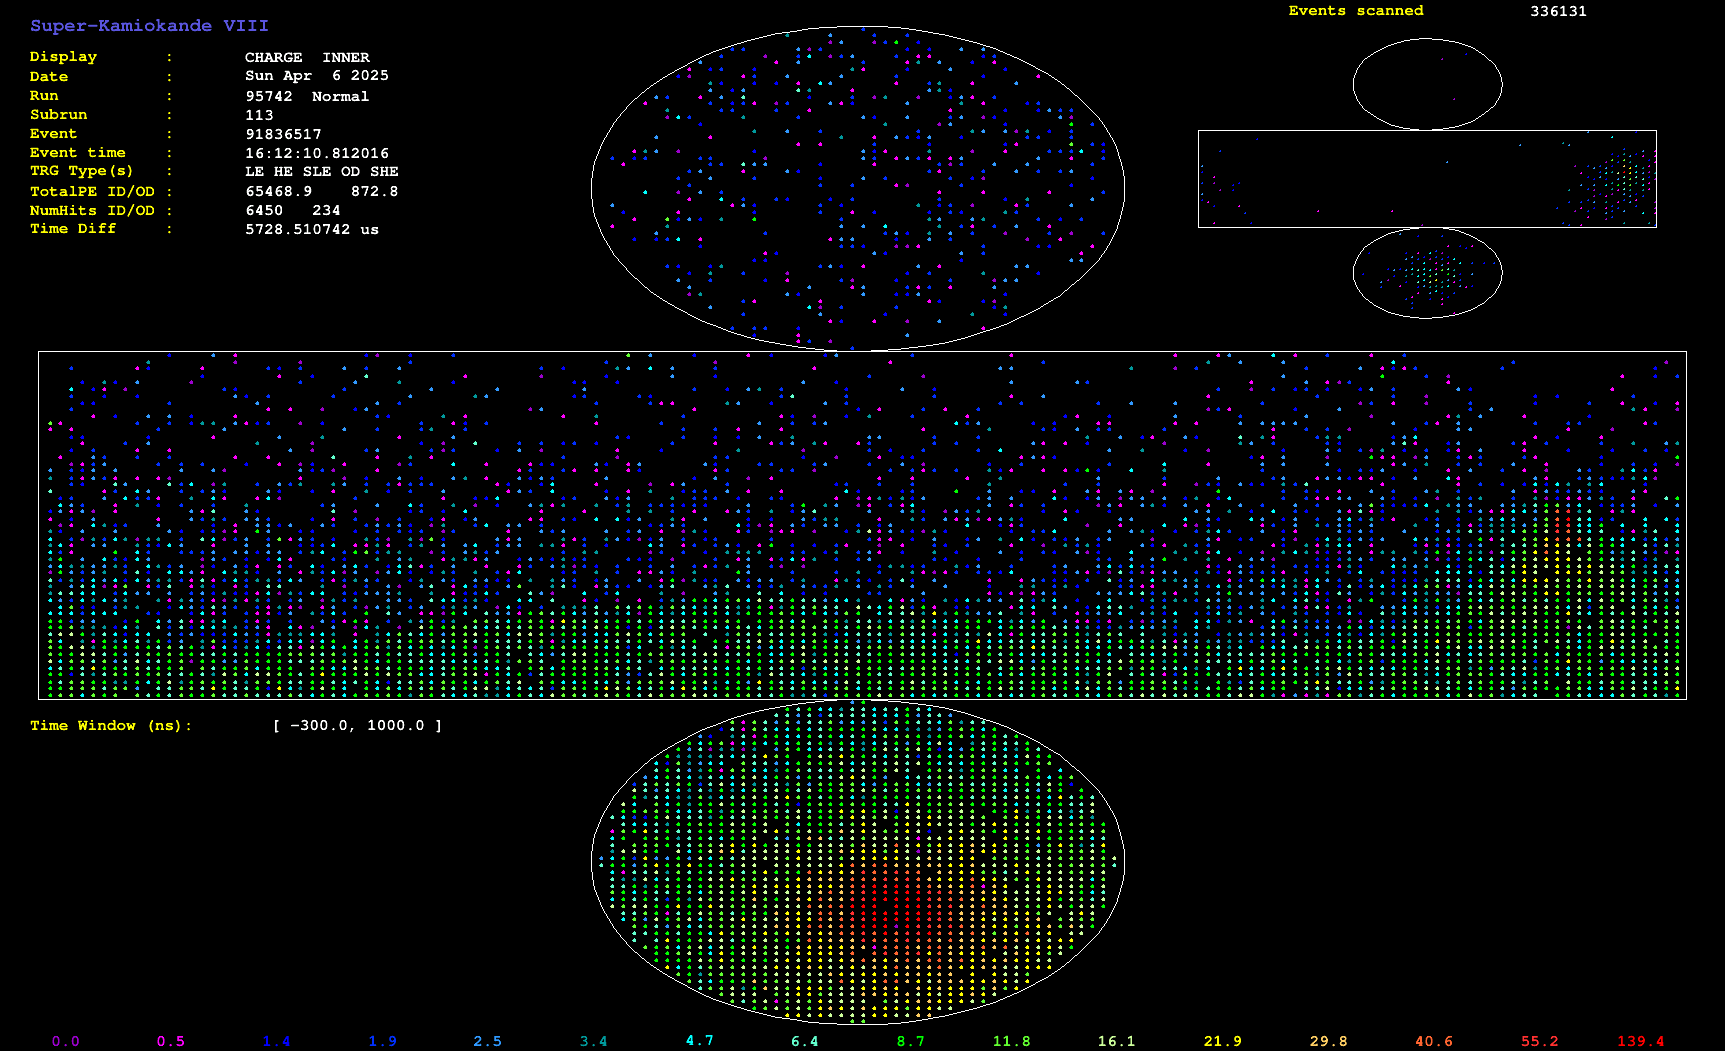 Super-Kamiokande VIII
Display : CHARGE INNER
Date : Sun Apr 6 2025
Run : 95742 Normal
Subrun : 113
Event : 91836517
Event time : 16:12:10.812016
TRG Type(s) : LE HE SLE OD SHE
TotalPE ID/OD : 65468.9 872.8
NumHits ID/OD : 6450 234
Time Diff : 5728.510742 us
Events scanned 336131
Time Window (ns): [ -300.0, 1000.0 ]
0.0 0.5 1.4 1.9 2.5 3.4 4.7 6.4 8.7 11.8 16.1 21.9 29.8 40.6 55.2 139.4